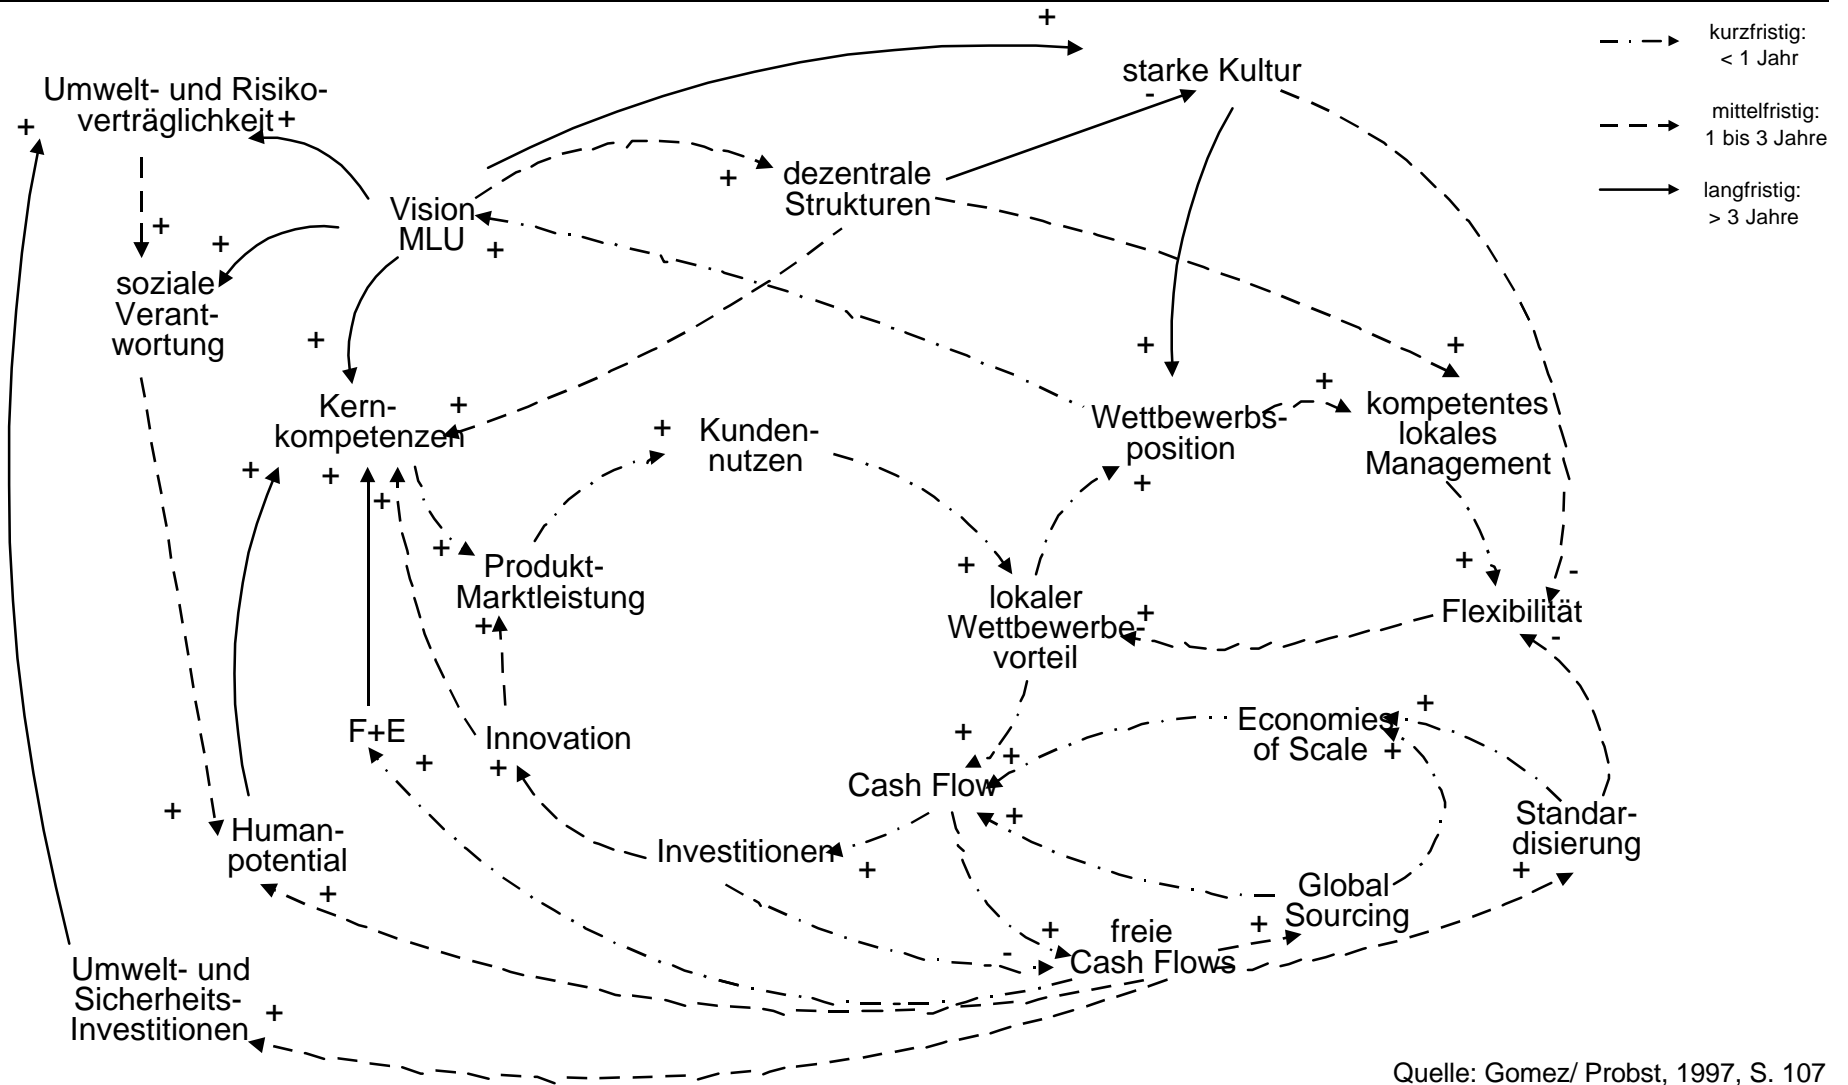 +
kurzfristig:
< 1 Jahr
starke Kultur
-
Umwelt- und Risiko-
verträglichkeit
+
+
mittelfristig:
1 bis 3 Jahre
dezentrale
Strukturen
+
langfristig:
> 3 Jahre
Vision
MLU
+
+
+
soziale
Verant-
wortung
+
+
+
+
Kern-
kompetenzen
+
Wettbewerbs-
position
+
kompetentes
lokales
Management
Kunden-
nutzen
+
+
+
+
+
+
Produkt-
Marktleistung
+
+
lokaler
Wettbewerbe-
vorteil
+
+
-
Flexibilität
-
F+E
+
Innovation
+
+
+
Economies
of Scale
+
+
Cash Flow
+
Standar-
disierung
+
Human-
potential
+
+
Investitionen
+
Global
Sourcing
+
freie
Cash Flows
+
-
Umwelt- und
Sicherheits-
Investitionen
+
Quelle: Gomez/ Probst, 1997, S. 107